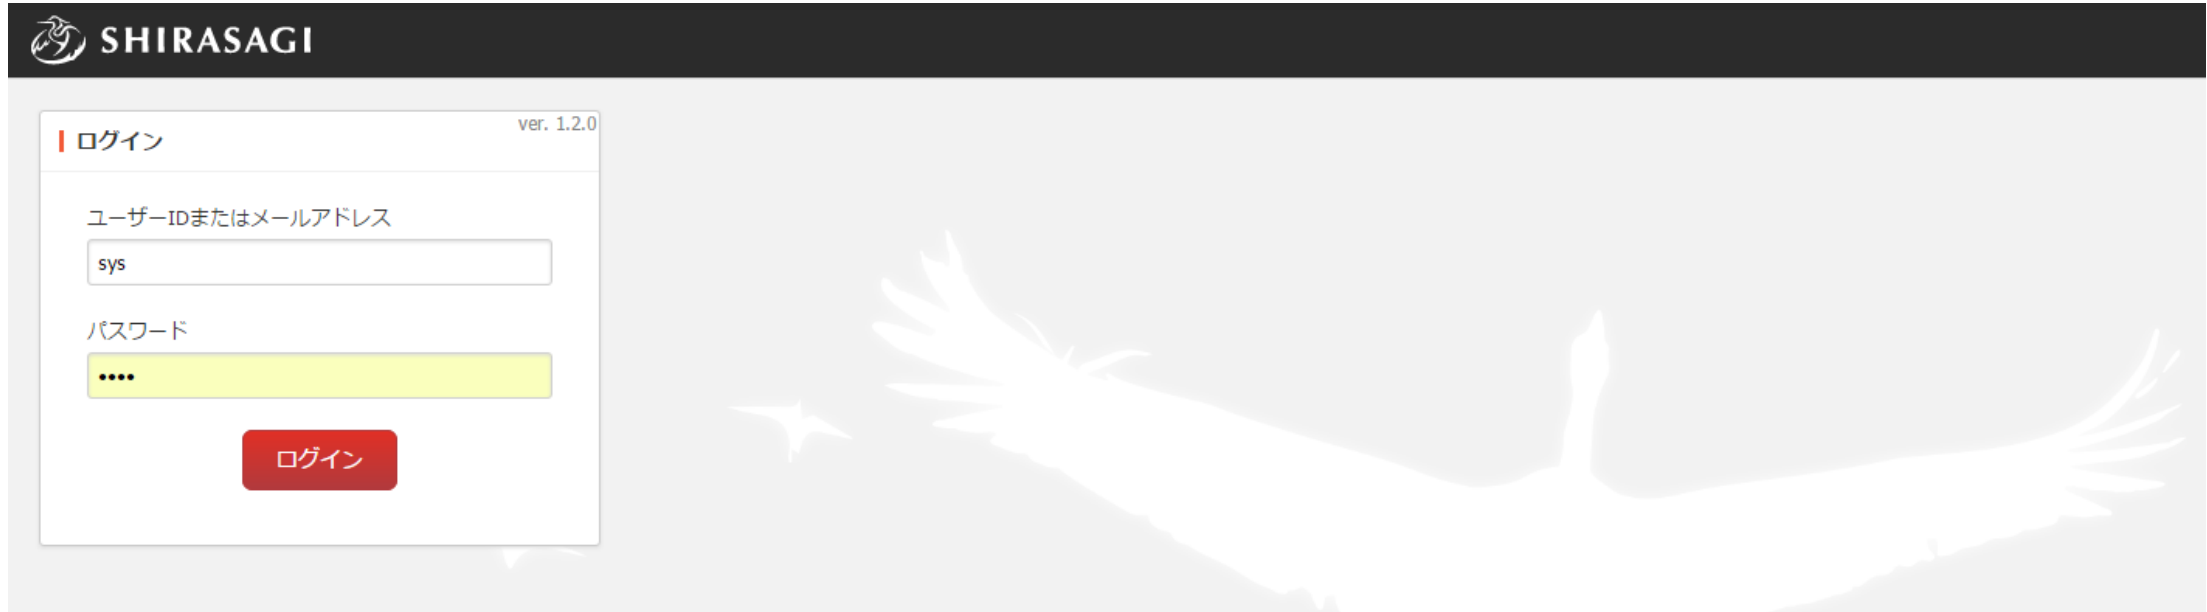 SHIRASAGI
ログイン
ver. 1.2.0
ユーザーIDまたはメールアドレス
sys
パスワード
••••
ログイン